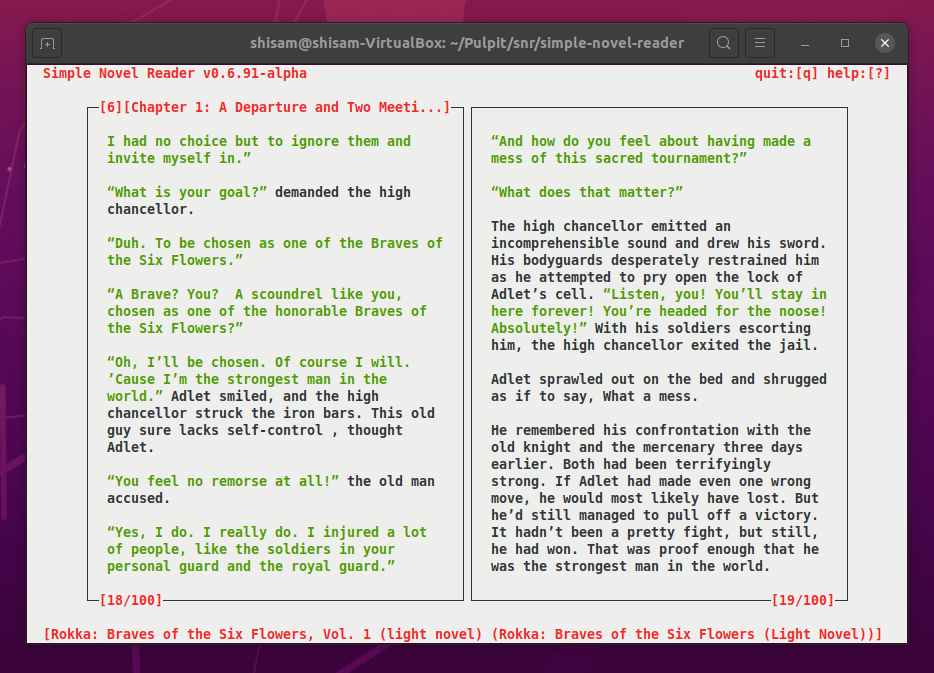 shisam@shisam-VirtualBox: ~/Pulpit/snr/simple-novel-reader
Simple Novel Reader v0.6.91-alpha
quit:[q] help:[?]
[6][Chapter 1: A Departure and Two Meeti...]
I had no choice but to ignore them and
invite myself in.”
“What is your goal?” demanded the high
chancellor.
“Duh. To be chosen as one of the Braves of
the Six Flowers.”
“A Brave? You?  A scoundrel like you,
chosen as one of the honorable Braves of
the Six Flowers?”
“Oh, I’ll be chosen. Of course I will.
’Cause I’m the strongest man in the
world.” Adlet smiled, and the high
chancellor struck the iron bars. This old
guy sure lacks self-control , thought
Adlet.
“You feel no remorse at all!” the old man
accused.
“Yes, I do. I really do. I injured a lot
of people, like the soldiers in your
personal guard and the royal guard.”
[18/100]
“And how do you feel about having made a
mess of this sacred tournament?”
“What does that matter?”
The high chancellor emitted an
incomprehensible sound and drew his sword.
His bodyguards desperately restrained him
as he attempted to pry open the lock of
Adlet’s cell. “Listen, you! You’ll stay in
here forever! You’re headed for the noose!
Absolutely!” With his soldiers escorting
him, the high chancellor exited the jail.
Adlet sprawled out on the bed and shrugged
as if to say, What a mess.
He remembered his confrontation with the
old knight and the mercenary three days
earlier. Both had been terrifyingly
strong. If Adlet had made even one wrong
move, he would most likely have lost. But
he’d still managed to pull off a victory.
It hadn’t been a pretty fight, but still,
he had won. That was proof enough that he
was the strongest man in the world.
[19/100]
[Rokka: Braves of the Six Flowers, Vol. 1 (light novel) (Rokka: Braves of the Six Flowers (Light Novel))]